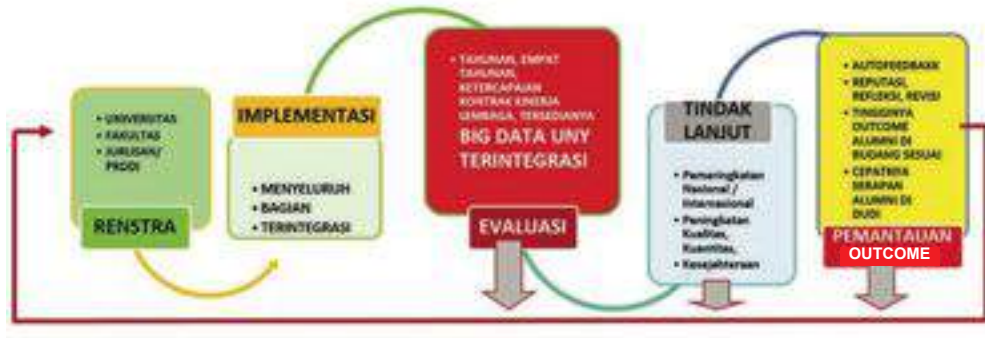 • UNIVERSITAS
• FAKULTAS
• JURUSAN/
PRODI
RENSTRA
IMPLEMENTASI
• MENYELURUH
• BAGIAN
• TERINTEGRASI
• TAHUNAN, EMPAT
TAHUNAN,
KETERCAPAIAN
KONTRAK KINERJA
LEMBAGA, TERSEDIANYA
BIG DATA UNY
TERINTEGRASI
EVALUASI
TINDAK
LANJUT
• Pemeringkatan
Nasional /
Internasional
• Peningkatan
Kualitas,
Kuantitas,
• Kesejahteraan
• AUTOFEEDBACK
• REPUTASI,
REFLEKSI, REVISI
• TINGGINYA
OUTCOME
ALUMNI DI
BUDANG SESUAI
• CEPATNYA
SERAPAN
ALUMNI DI
DUDI
PEMANTAUAN
OUTCOME